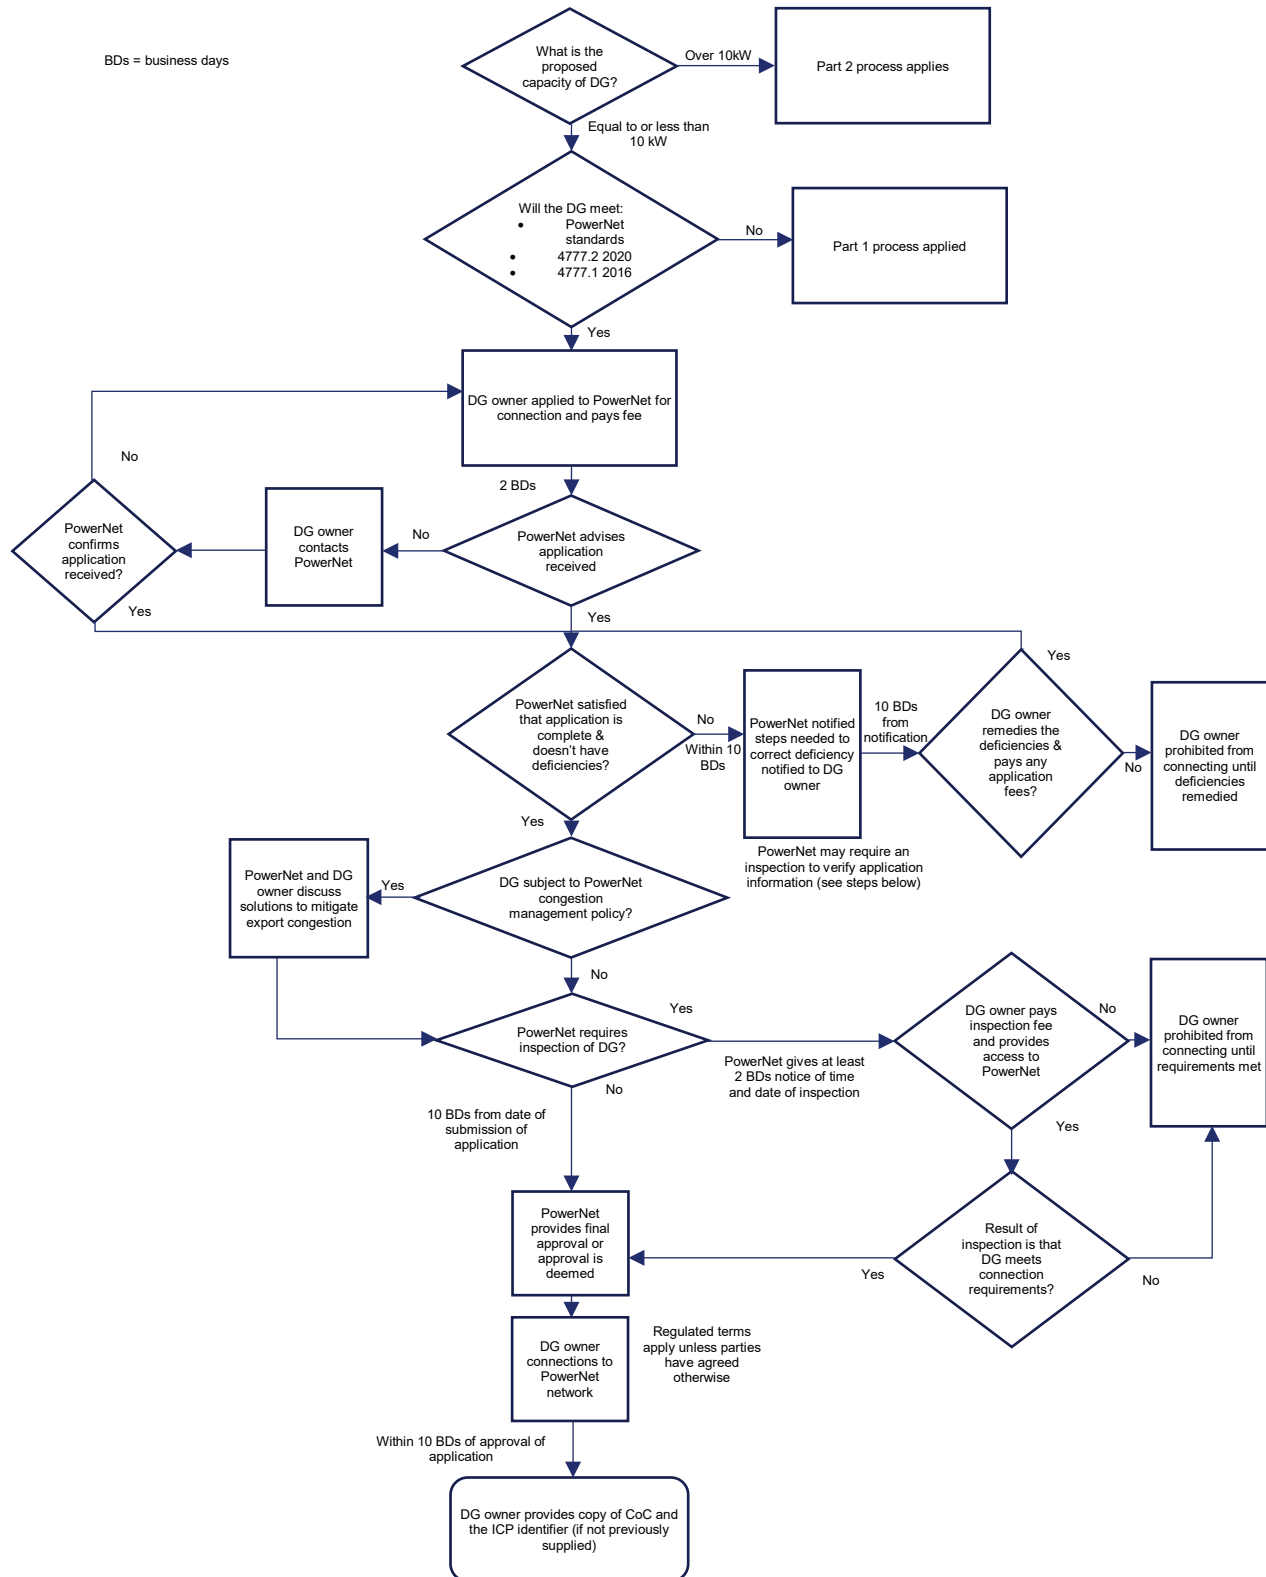 BDs = business days
What is the
proposed
capacity of DG?
Over 10kW
Part 2 process applies
Equal to or less than
10 kW
Will the DG meet:
• PowerNet
standards
• 4777.2 2020
• 4777.1 2016
No
Part 1 process applied
Yes
DG owner applied to PowerNet for
connection and pays fee
No
2 BDs
PowerNet
confirms
application
received?
DG owner
contacts
PowerNet
No
PowerNet advises
application
received
Yes
Yes
PowerNet satisfied
that application is
complete &
doesn't have
deficiencies?
No
Within 10
BDs
PowerNet notified
steps needed to
correct deficiency
notified to DG
owner
10 BDs
from
notification
Yes
DG owner
remedies the
deficiencies &
pays any
application
fees?
No
DG owner
prohibited from
connecting until
deficiencies
remedied
Yes
PowerNet may require an
inspection to verify application
information (see steps below)
PowerNet and DG
owner discuss
solutions to mitigate
export congestion
Yes
DG subject to PowerNet
congestion
management policy?
No
PowerNet requires
inspection of DG?
Yes
PowerNet gives at least
2 BDs notice of time
and date of inspection
DG owner pays
inspection fee
and provides
access to
PowerNet
No
DG owner
prohibited from
connecting until
requirements met
No
10 BDs from date of
submission of
application
Yes
PowerNet
provides final
approval or
approval is
deemed
Yes
Result of
inspection is that
DG meets
connection
requirements?
No
DG owner
connections to
PowerNet
network
Regulated terms
apply unless parties
have agreed
otherwise
Within 10 BDs of approval of
application
DG owner provides copy of CoC and
the ICP identifier (if not previously
supplied)